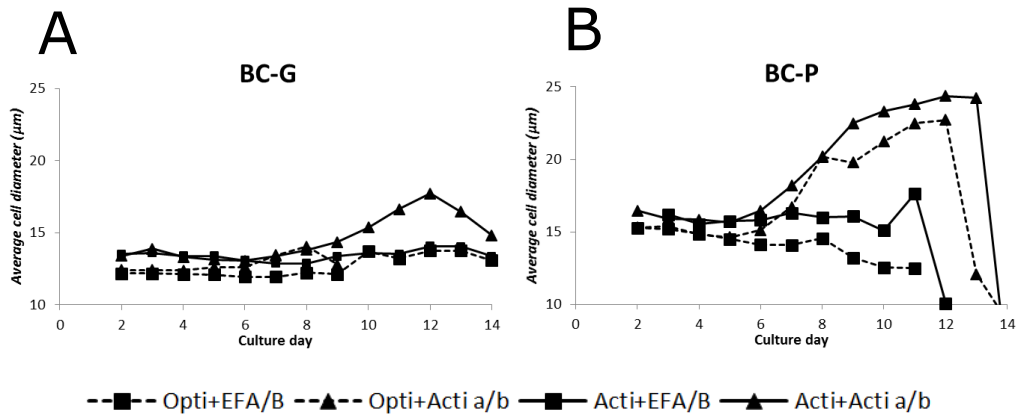 A
B
BC-G
BC-P
Average cell diameter (µm)
25
20
15
10
0 2 4 6 8 10 12 14
Culture day
Average cell diameter (µm)
25
20
15
10
0 2 4 6 8 10 12 14
Culture day
Opti+EFA/B Opti+Acti a/b Acti+EFA/B Acti+Acti a/b